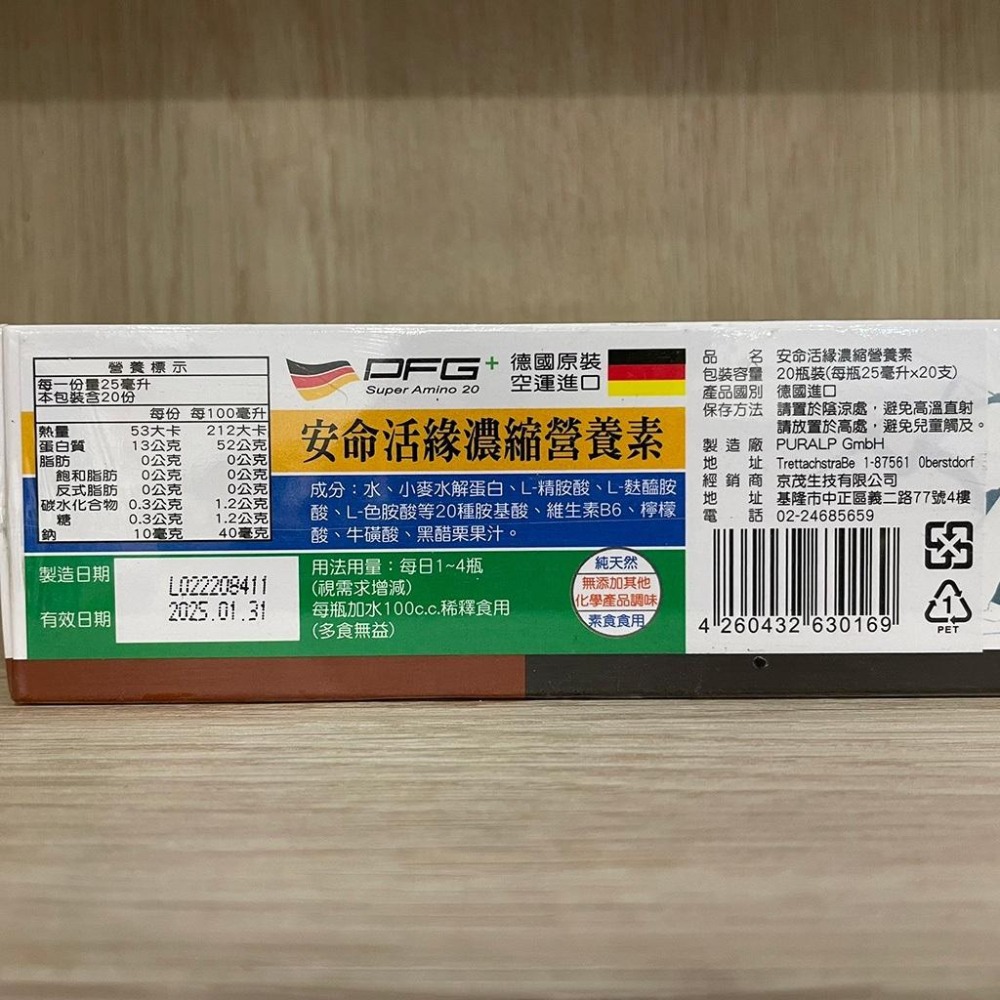 營養標示
每一份量25毫升
本包裝含20份
每份 每100毫升
熱量 53大卡 212大卡
蛋白質 13公克 52公克
脂肪 0公克 0公克
飽和脂肪 0公克 0公克
反式脂肪 0公克 0公克
碳水化合物 0.3公克 1.2公克
糖 0.3公克 1.2公克
鈉 10毫克 40毫克
製造日期
L022208411
有效日期
2025.01.31
DFG+
Super Amino 20
德國原裝
空運進口
安命活緣濃縮營養素
成分：水、小麥水解蛋白、L-精胺酸、L-麩醯胺
酸、L-色胺酸等20種胺基酸、維生素B6、檸檬
酸、牛磺酸、黑醋栗果汁。
用法用量：每日1~4瓶
(視需求增減)
每瓶加水100c.c.稀釋食用
(多食無益)
純天然
無添加其他
化學產品調味
素食食用
品名 安命活緣濃縮營養素
包裝容量 20瓶裝(每瓶25毫升x20支)
產品國別 德國進口
保存方法 請置於陰涼處，避免高溫直射
請放置於高處，避免兒童觸及。
製造廠 PURALP GmbH
地址 TrettachstraBe 1-87561 Oberstdorf
經銷商 京茂生技有限公司
地址 基隆市中正區義二路77號4樓
電話 02-24685659
4 260432 630169
1
PET